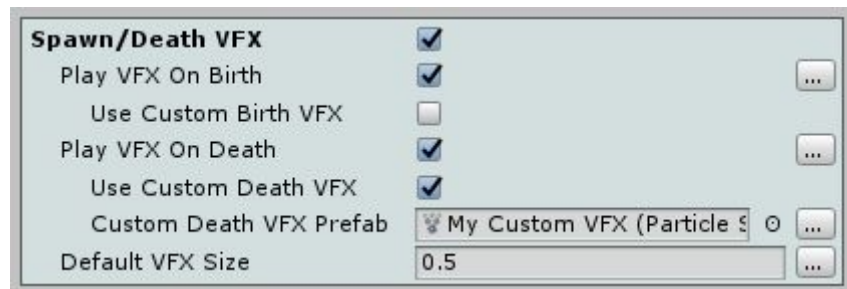 Spawn/Death VFX
Play VFX On Birth ...
Use Custom Birth VFX
Play VFX On Death ...
Use Custom Death VFX
Custom Death VFX Prefab My Custom VFX (Particle S ...
Default VFX Size 0.5 ...